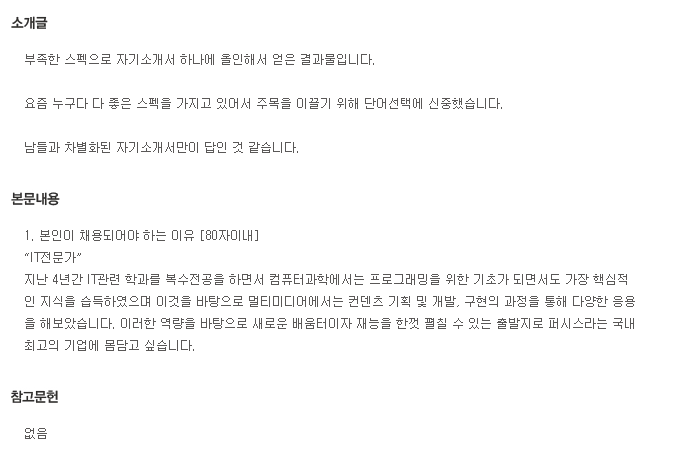 소개글
부족한 스펙으로 자기소개서 하나에 올인해서 얻은 결과물입니다.
요즘 누구다 다 좋은 스펙을 가지고 있어서 주목을 이끌기 위해 단어선택에 신중했습니다.
남들과 차별화된 자기소개서만이 답인 것 같습니다.
본문내용
1. 본인이 채용되어야 하는 이유 [80자이내]
“IT전문가”
지난 4년간 IT관련 학과를 복수전공을 하면서 컴퓨터과학에서는 프로그래밍을 위한 기초가 되면서도 가장 핵심적
인 지식을 습득하였으며 이것을 바탕으로 멀티미디어에서는 컨덴츠 기획 및 개발, 구현의 과정을 통해 다양한 응용
을 해보았습니다. 이러한 역량을 바탕으로 새로운 배움터이자 재능을 한껏 펼칠 수 있는 출발지로 퍼시스라는 국내
최고의 기업에 몸담고 싶습니다.
참고문헌
없음